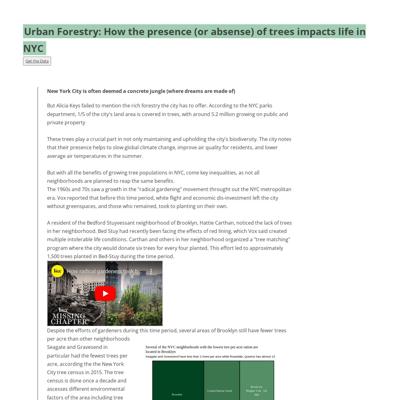 Urban Forestry: How the presence (or absense) of trees impacts life in
NYC
Get the Data
New York City is often deemed a concrete jungle (where dreams are made of)
But Alicia Keys failed to mention the rich forestry the city has to offer. According to the NYC parks
department, 1/5 of the city's land area is covered in trees, with around 5.2 million growing on public and
private property
These trees play a crucial part in not only maintaining and upholding the city's biodiversity. The city notes
that their presence helps to slow global climate change, improve air quality for residents, and lower
average air temperatures in the summer.
But with all the benefits of growing tree populations in NYC, come key inequalities, as not all
neighborhoods are planned to reap the same benefits.
The 1960s and 70s saw a growth in the "radical gardening" movement throught out the NYC metropolitan
era. Vox reported that before this time period, white flight and economic dis-investment left the city
without greenspaces, and those who remained, took to planting on their own.
A resident of the Bedford Stuyvessant neighborhood of Brooklyn, Hattie Carthan, noticed the lack of trees
in her neighborhood. Bed Stuy had recently been facing the effects of red lining, which Vox said created
multiple intolerable life conditions. Carthan and others in her neighborhood organized a "tree matching"
program where the city would donate six trees for every four planted. This effort led to approximately
1,500 trees planted in Bed-Stuy during the time period.
Vox
How radical gardeners took b
MISSING
CHAPTER
Despite the efforts of gardeners during this time period, several areas of Brooklyn still have fewer trees
per acre than other neighborhoods
Seagate and Gravesend in
particular had the fewest trees per
acre, according the the New York
City tree census in 2015. The tree
census is done once a decade and
ascesses different environmental
factors of the area including tree
Several of the NYC neighborhoods with the lowest tree per acre ration are
located in Brooklyn
Brooklyn